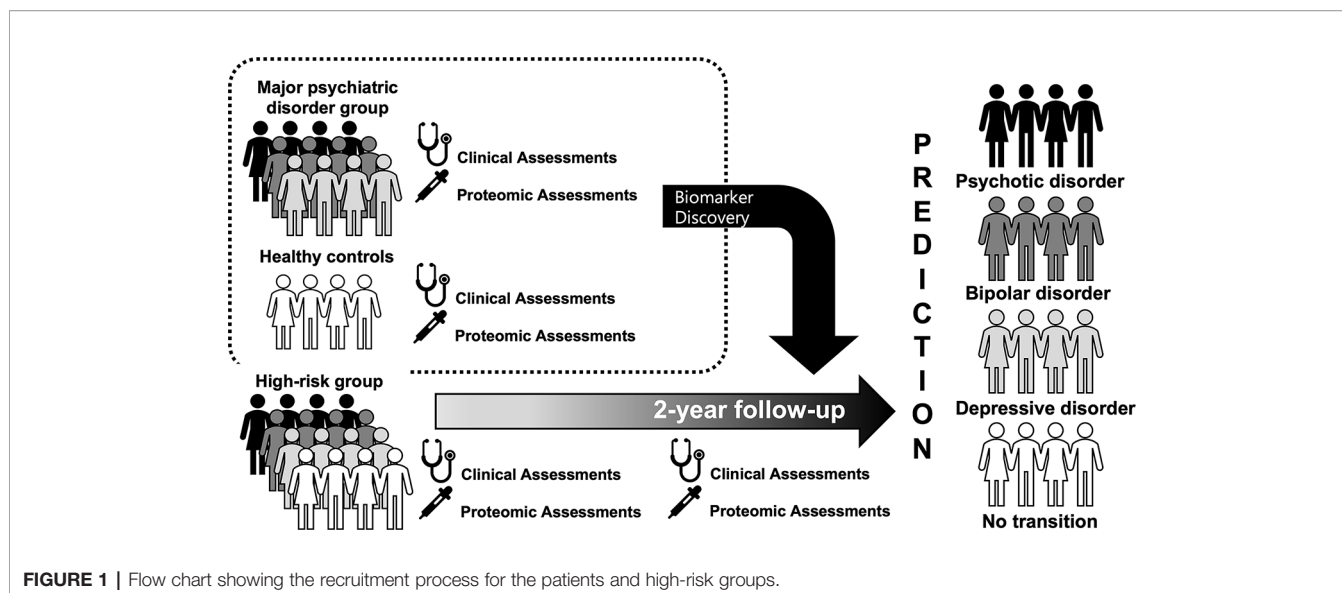 Major psychiatric
disorder group
Clinical Assessments
Proteomic Assessments
Healthy controls
Clinical Assessments
Proteomic Assessments
Biomarker
Discovery
High-risk group
2-year follow-up
Clinical Assessments
Proteomic Assessments
Clinical Assessments
Proteomic Assessments
PREDICTION
Psychotic disorder
Bipolar disorder
Depressive disorder
No transition
FIGURE 1 | Flow chart showing the recruitment process for the patients and high-risk groups.